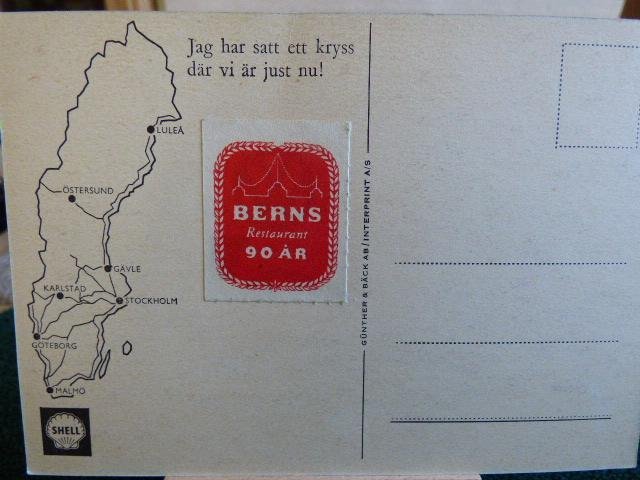 Jag har satt ett kryss
där vi är just nu!
LULEÅ
ÖSTERSUND
GÄVLE
KARLSTAD
STOCKHOLM
GÖTEBORG
MALMÖ
SHELL
BERNS
Restaurant
90 ÅR
GÜNTHER & BÄCK AB/INTERPRINT A/S